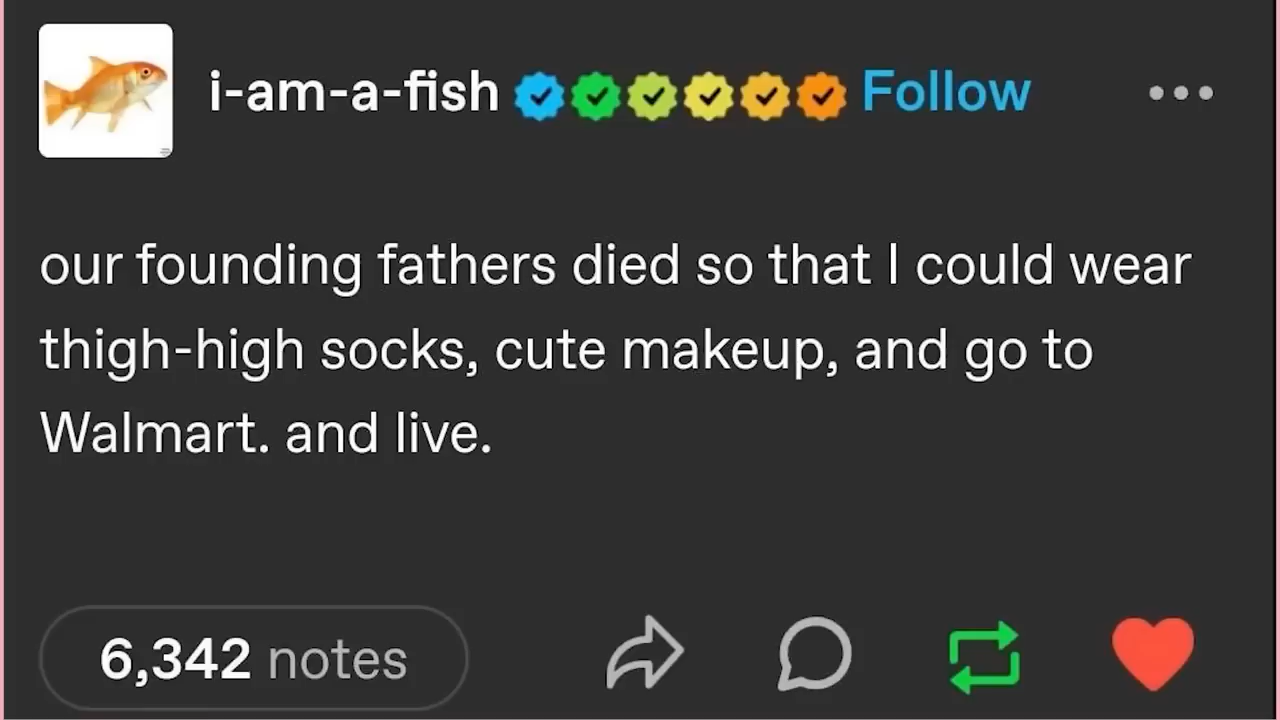 i-am-a-fish Follow
our founding fathers died so that I could wear
thigh-high socks, cute makeup, and go to
Walmart. and live.
6,342 notes